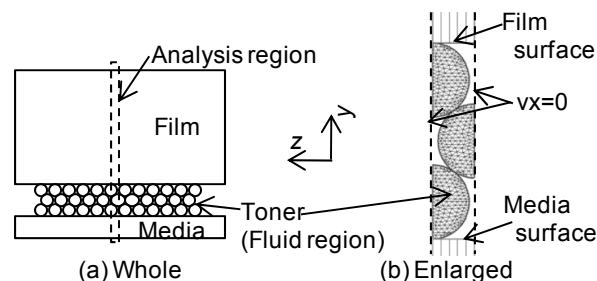 Analysis region
Film
Film
surface
vx=0
y
z
Toner
(Fluid region)
Media
Media
surface
(a) Whole
(b) Enlarged